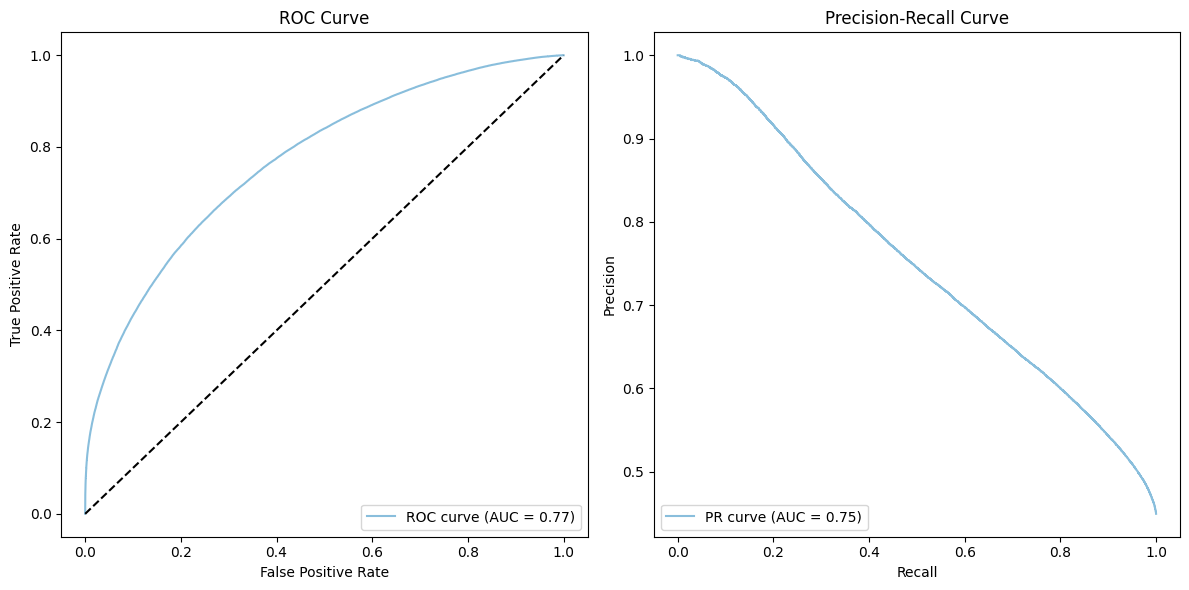 ROC Curve
1.0
0.8
0.6
0.4
0.2
0.0
True Positive Rate
0.0 0.2 0.4 0.6 0.8 1.0
False Positive Rate
ROC curve (AUC = 0.77)
Precision-Recall Curve
1.0
0.9
0.8
0.7
0.6
0.5
Precision
0.0 0.2 0.4 0.6 0.8 1.0
Recall
PR curve (AUC = 0.75)